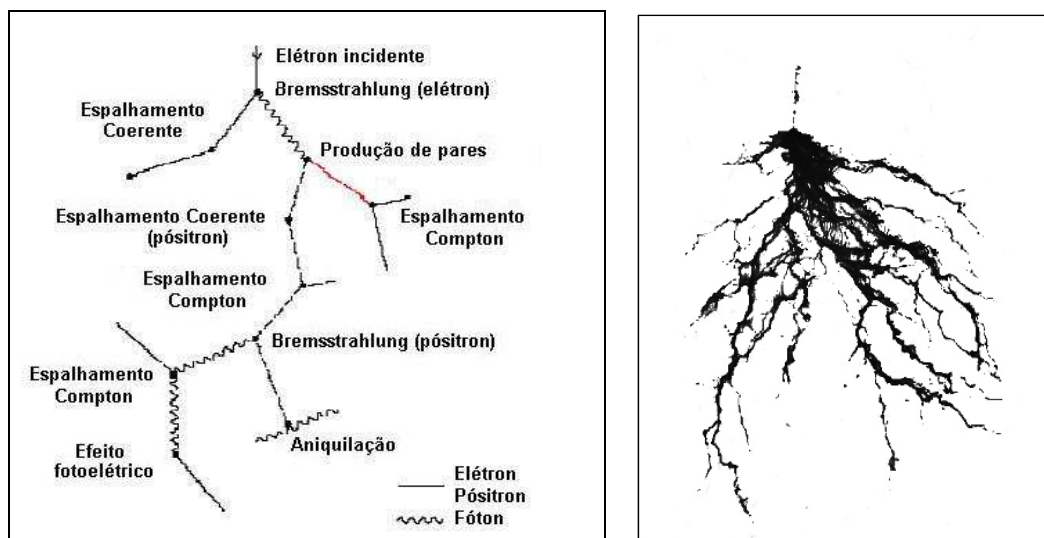 Elétron incidente
Bremsstrahlung (elétron)
Espalhamento
Coerente
Produção de pares
Espalhamento Coerente
(pósitron)
Espalhamento
Compton
Espalhamento
Compton
Bremsstrahlung (pósitron)
Espalhamento
Compton
Aniquilação
Efeito
fotoelétrico
Elétron
Pósitron
Fóton